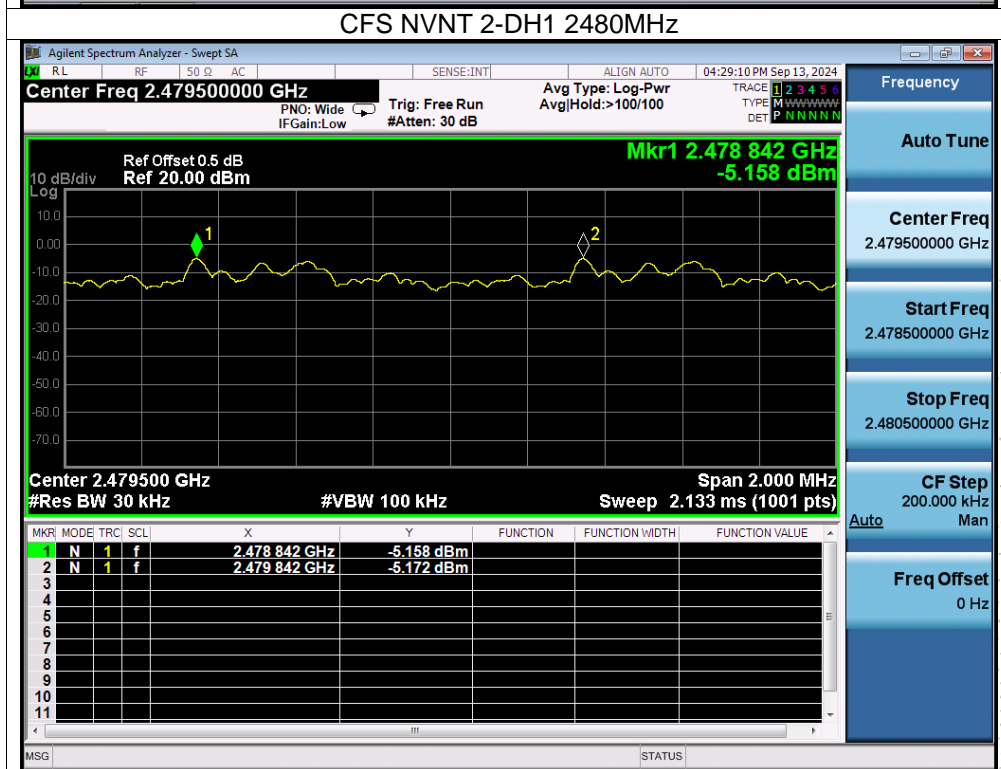 CFS NVNT 2-DH1 2480MHz
Agilent Spectrum Analyzer - Swept SA
LXI RL RF 50 Ω AC SENSE:INT ALIGN AUTO 04:29:10 PM Sep 13, 2024
Center Freq 2.479500000 GHz
PNO: Wide
IFGain:Low
Trig: Free Run
#Atten: 30 dB
Avg Type: Log-Pwr
Avg|Hold:>100/100
TRACE 1 2 3 4 5 6
TYPE M WWWWW
DET P N N N N N
Mkr1 2.478 842 GHz
-5.158 dBm
Ref Offset 0.5 dB
10 dB/div Ref 20.00 dBm
Log
10.0
0.00
-10.0
-20.0
-30.0
-40.0
-50.0
-60.0
-70.0
1
2
Center 2.479500 GHz Span 2.000 MHz
#Res BW 30 kHz #VBW 100 kHz Sweep 2.133 ms (1001 pts)
MKR MODE TRC SCL X Y FUNCTION FUNCTION WIDTH FUNCTION VALUE
1 N 1 f 2.478 842 GHz -5.158 dBm
2 N 1 f 2.479 842 GHz -5.172 dBm
3
4
5
6
7
8
9
10
11
MSG STATUS
Frequency
Auto Tune
Center Freq
2.479500000 GHz
Start Freq
2.478500000 GHz
Stop Freq
2.480500000 GHz
CF Step
200.000 kHz
Auto Man
Freq Offset
0 Hz